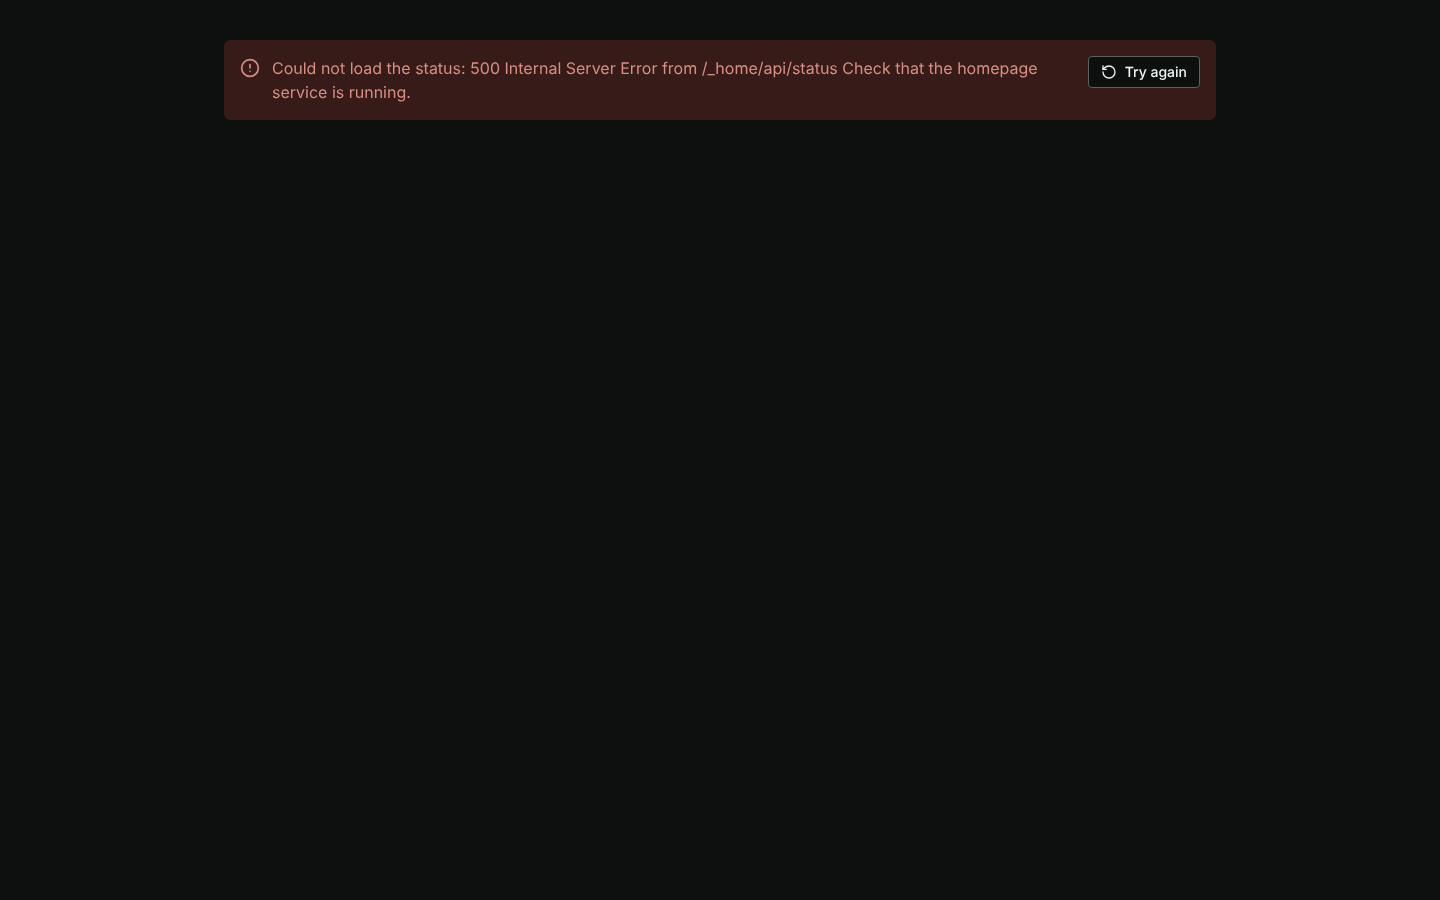 Could not load the status: 500 Internal Server Error from /_home/api/status Check that the homepage
service is running.
Try again